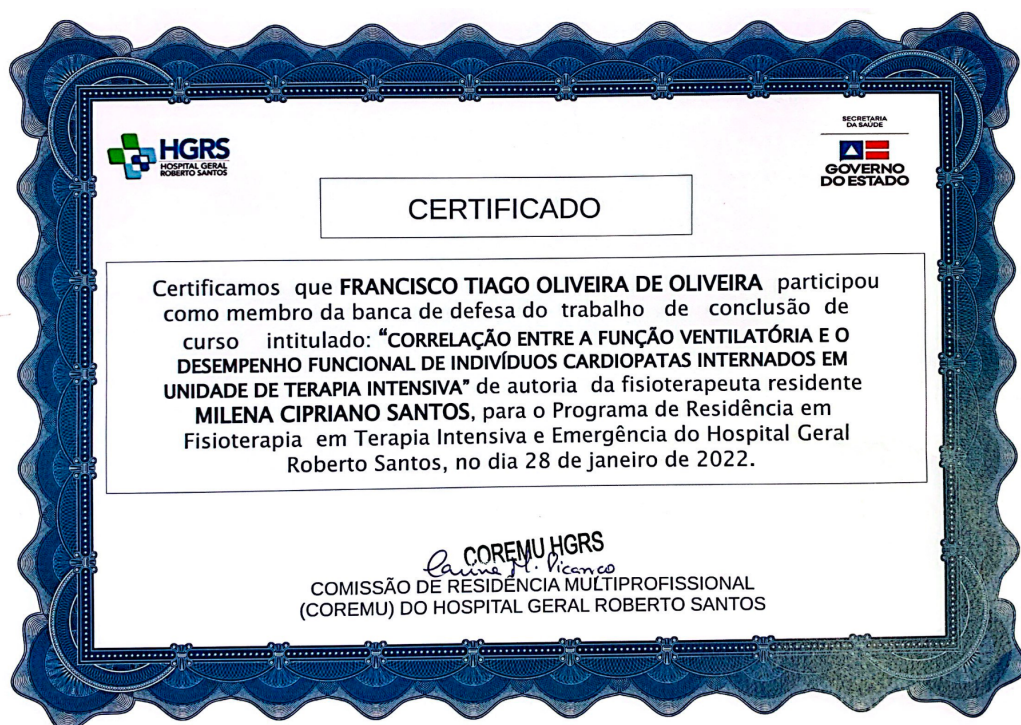 HGRS
HOSPITAL GERAL
ROBERTO SANTOS
SECRETARIA
DA SAÚDE
GOVERNO
DO ESTADO
CERTIFICADO
Certificamos que FRANCISCO TIAGO OLIVEIRA DE OLIVEIRA participou
como membro da banca de defesa do trabalho de conclusão de
curso intitulado: “CORRELAÇÃO ENTRE A FUNÇÃO VENTILATÓRIA E O
DESEMPENHO FUNCIONAL DE INDIVÍDUOS CARDIOPATAS INTERNADOS EM
UNIDADE DE TERAPIA INTENSIVA” de autoria da fisioterapeuta residente
MILENA CIPRIANO SANTOS, para o Programa de Residência em
Fisioterapia em Terapia Intensiva e Emergência do Hospital Geral
Roberto Santos, no dia 28 de janeiro de 2022.
COREMU HGRS
Carine M. Picanço
COMISSÃO DE RESIDÊNCIA MULTIPROFISSIONAL
(COREMU) DO HOSPITAL GERAL ROBERTO SANTOS